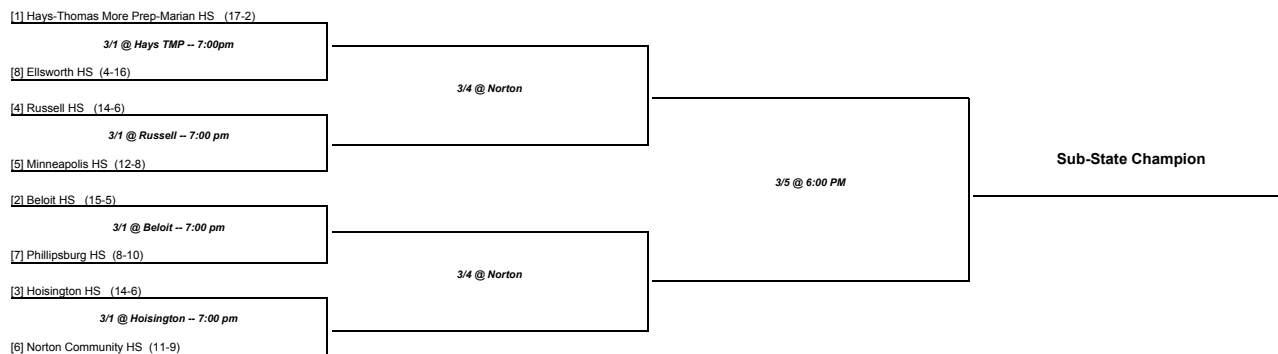 [1] Hays-Thomas More Prep-Marian HS (17-2)
3/1 @ Hays TMP -- 7:00pm
[8] Ellsworth HS (4-16)
3/4 @ Norton
[4] Russell HS (14-6)
3/1 @ Russell -- 7:00 pm
[5] Minneapolis HS (12-8)
Sub-State Champion
3/5 @ 6:00 PM
[2] Beloit HS (15-5)
3/1 @ Beloit -- 7:00 pm
[7] Phillipsburg HS (8-10)
3/4 @ Norton
[3] Hoisington HS (14-6)
3/1 @ Hoisington -- 7:00 pm
[6] Norton Community HS (11-9)